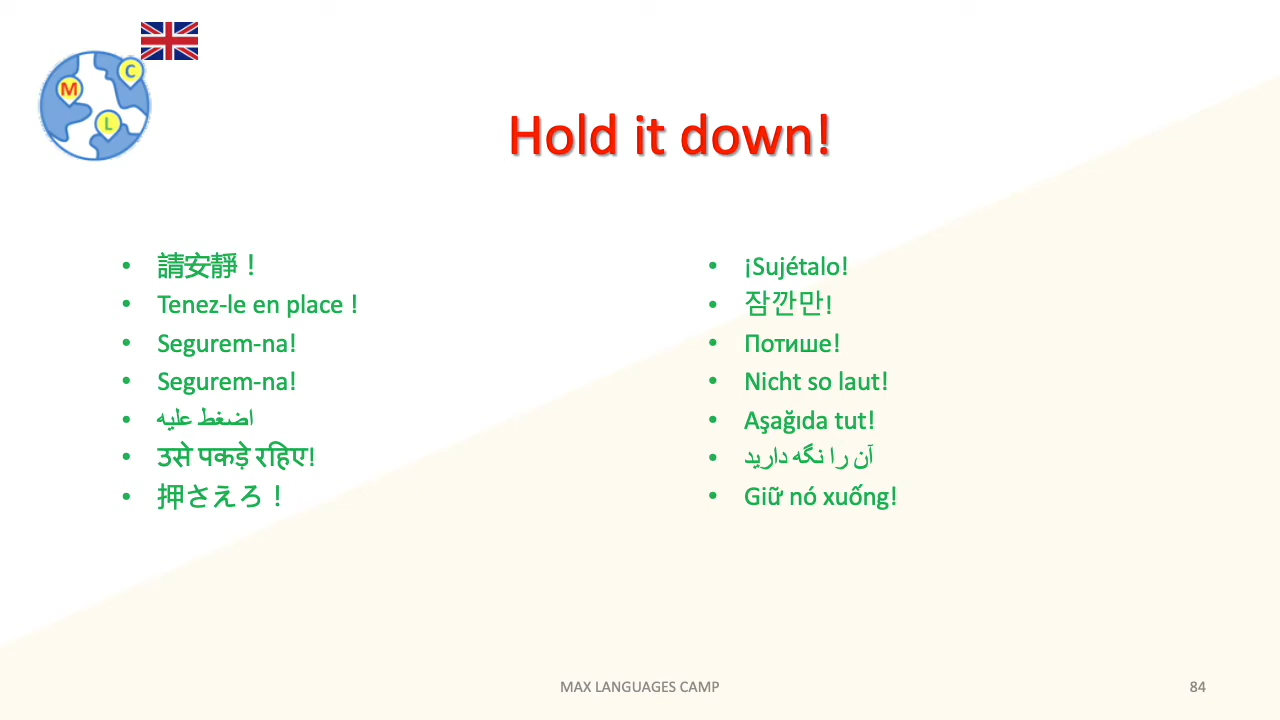 C
M
L
Hold it down!
• 請安靜！
• Tenez-le en place !
• Segurem-na!
• Segurem-na!
• اضغط عليه
• उसे पकड़े रहिए!
• 押さえろ！
• ¡Sujétalo!
• 잠깐만!
• Потише!
• Nicht so laut!
• Aşağıda tut!
• آن را نگه دارید
• Giữ nó xuống!
MAX LANGUAGES CAMP
84